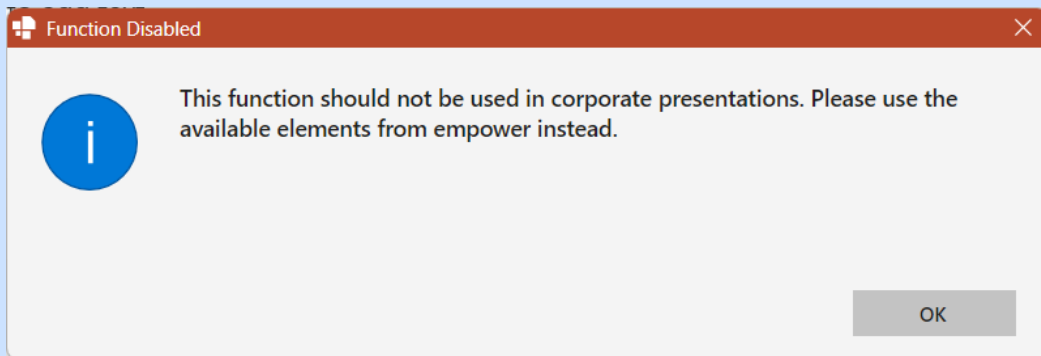 Function Disabled
This function should not be used in corporate presentations. Please use the
available elements from empower instead.
OK